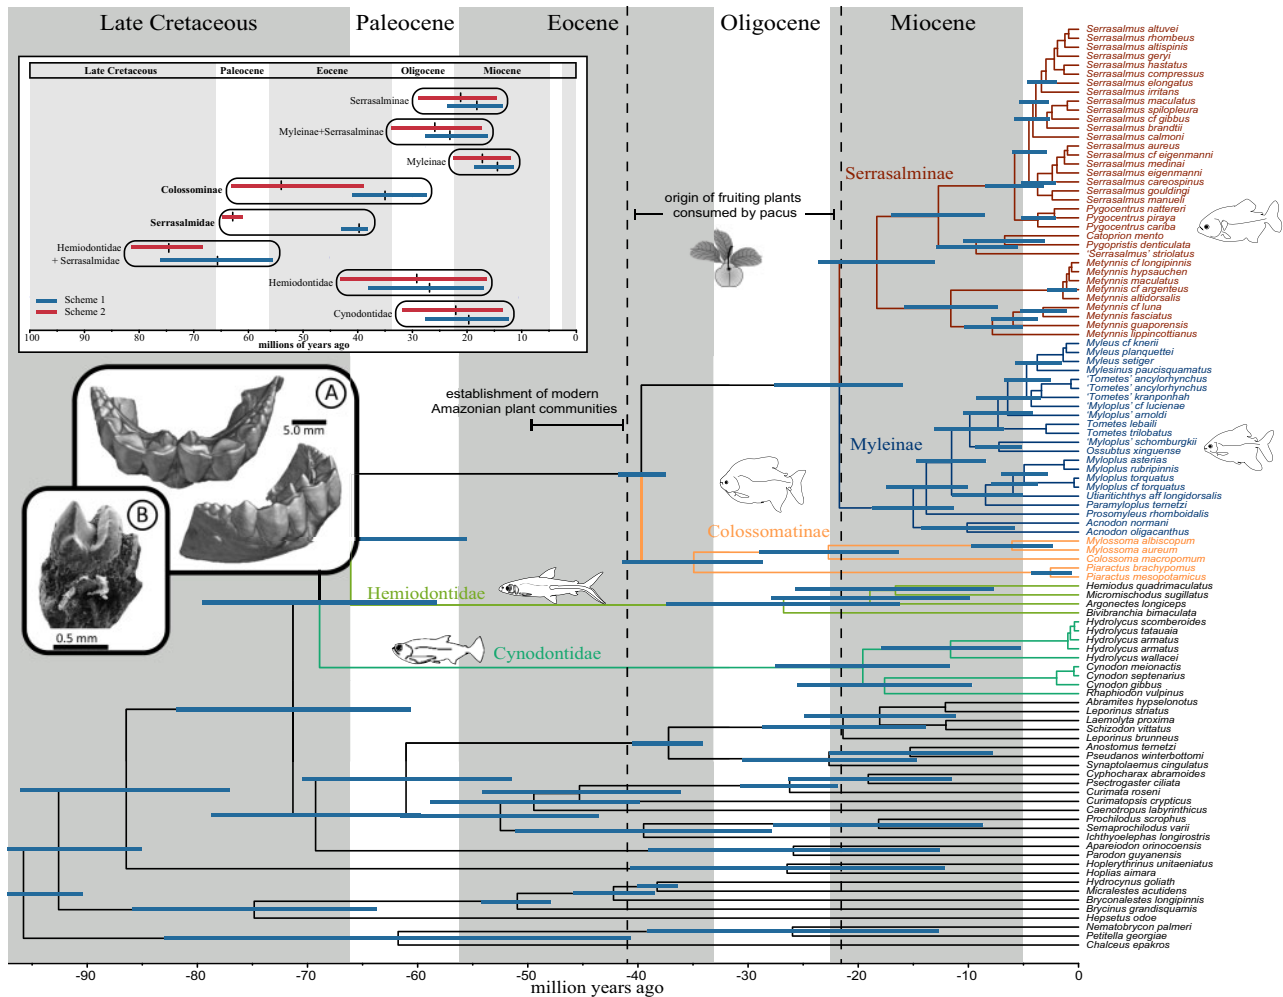 Late Cretaceous
Paleocene
Eocene
Oligocene
Miocene
Late Cretaceous
Paleocene
Eocene
Oligocene
Miocene
Serrasalminae
Myleinae+Serrasalminae
Myleinae
Colossominae
Serrasalmidae
Hemiodontidae
+ Serrasalmidae
Hemiodontidae
Cynodontidae
Scheme 1
Scheme 2
100 90 80 70 60 50 40 30 20 10 0
millions of years ago
A
5.0 mm
B
0.5 mm
origin of fruiting plants
consumed by pacus
establishment of modern
Amazonian plant communities
Serrasalminae
Myleinae
Colossomatinae
Hemiodontidae
Cynodontidae
Serrasalmus altuvei
Serrasalmus rhombeus
Serrasalmus altispinis
Serrasalmus geryi
Serrasalmus hastatus
Serrasalmus compressus
Serrasalmus elongatus
Serrasalmus irritans
Serrasalmus maculatus
Serrasalmus spilopleura
Serrasalmus cf gibbus
Serrasalmus brandtii
Serrasalmus calmoni
Serrasalmus aureus
Serrasalmus cf eigenmanni
Serrasalmus medinai
Serrasalmus eigenmanni
Serrasalmus careospinus
Serrasalmus gouldingi
Serrasalmus manueli
Pygocentrus nattereri
Pygocentrus piraya
Pygocentrus cariba
Catoprion mento
Pygopristis denticulata
'Serrasalmus' striolatus
Metynnis cf longipinnis
Metynnis hypsauchen
Metynnis maculatus
Metynnis cf argenteus
Metynnis altidorsalis
Metynnis cf luna
Metynnis fasciatus
Metynnis guaporensis
Metynnis lippincottianus
Myleus cf knerii
Myleus planquettei
Myleus setiger
Mylesinus paucisquamatus
'Tometes' ancylorhynchus
'Tometes' ancylorhynchus
'Tometes' kranponhah
'Myloplus' cf lucienae
'Myloplus' arnoldi
Tometes lebaili
Tometes trilobatus
'Myloplus' schomburgkii
Ossubtus xinguense
Myloplus asterias
Myloplus rubripinnis
Myloplus torquatus
Myloplus cf torquatus
Utiaritichthys aff longidorsalis
Paramyloplus ternetzi
Prosomyleus rhomboidalis
Acnodon normani
Acnodon oligacanthus
Mylossoma albiscopum
Mylossoma aureum
Colossoma macropomum
Piaractus brachypomus
Piaractus mesopotamicus
Hemiodus quadrimaculatus
Micromischodus sugillatus
Argonectes longiceps
Bivibranchia bimaculata
Hydrolycus scomberoides
Hydrolycus tatauaia
Hydrolycus armatus
Hydrolycus armatus
Hydrolycus wallacei
Cynodon meionactis
Cynodon septenarius
Cynodon gibbus
Rhaphiodon vulpinus
Abramites hypselonotus
Leporinus striatus
Laemolyta proxima
Schizodon vittatus
Leporinus brunneus
Anostomus ternetzi
Pseudanos winterbottomi
Synaptolaemus cingulatus
Cyphocharax abramoides
Psectrogaster ciliata
Curimata roseni
Curimatopsis crypticus
Caenotropus labyrinthicus
Prochilodus scrophus
Semaprochilodus varii
Ichthyoelephas longirostris
Apareiodon orinocoensis
Parodon guyanensis
Hoplerythrinus unitaeniatus
Hoplias aimara
Hydrocynus goliath
Micralestes acutidens
Bryconalestes longipinnis
Brycinus grandisquamis
Hepsetus odoe
Nematobrycon palmeri
Petitella georgiae
Chalceus epakros
-90 -80 -70 -60 -50 -40 -30 -20 -10 0
million years ago